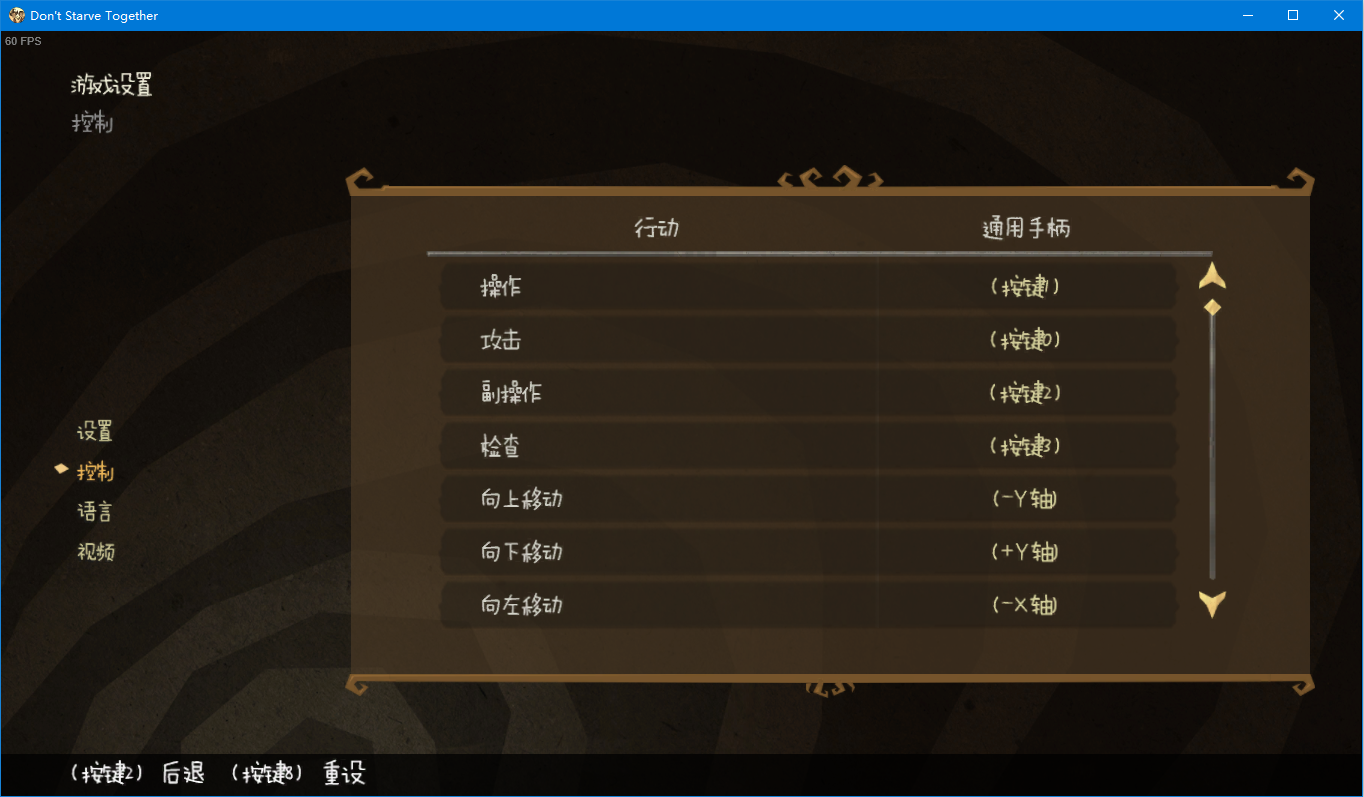 Don't Starve Together
60 FPS
游戏设置
控制
行动 通用手柄
操作 (按键1)
攻击 (按键0)
副操作 (按键2)
检查 (按键3)
向上移动 (-Y轴)
向下移动 (+Y轴)
向左移动 (-X轴)
设置
控制
语言
视频
(按键2) 后退 (按键8) 重设